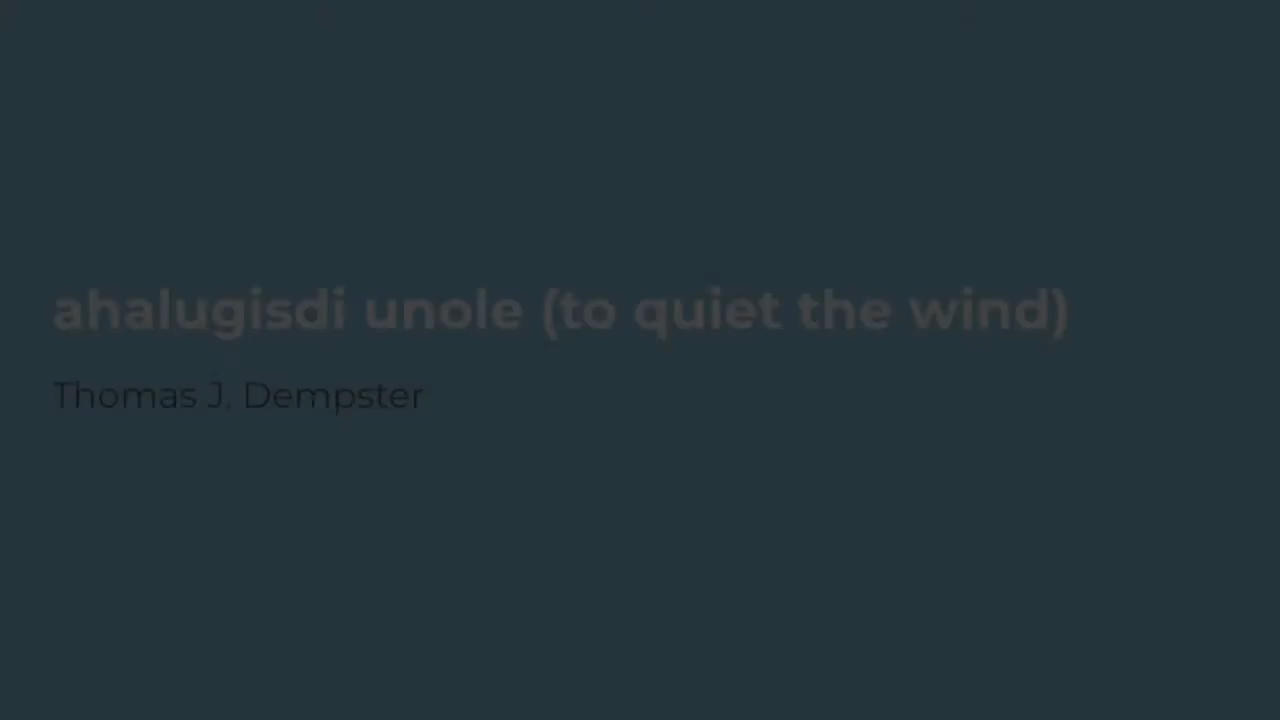 ahalugisdi unole (to quiet the wind)
Thomas J. Dempster